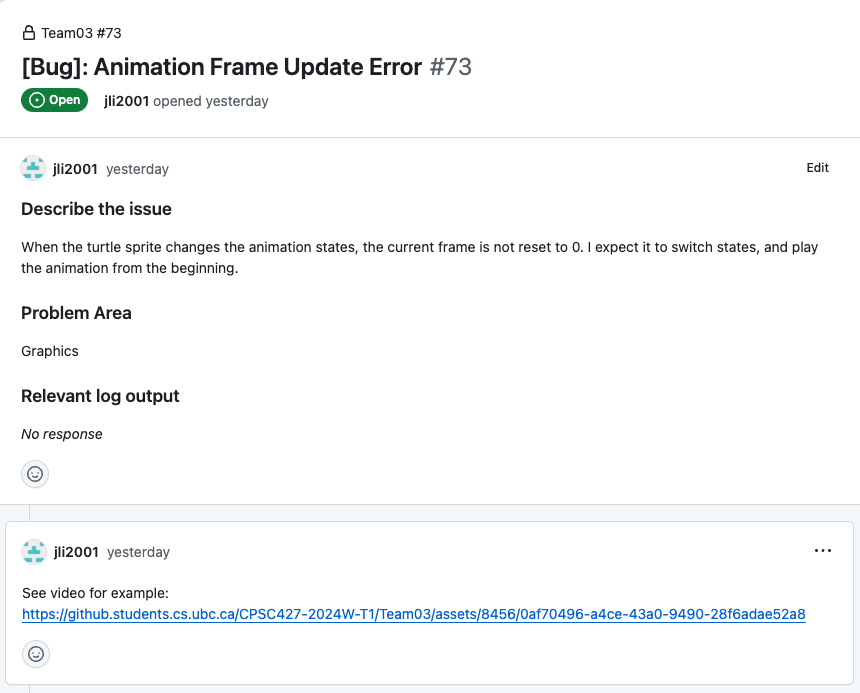 Team03 #73
[Bug]: Animation Frame Update Error #73
Open jli2001 opened yesterday
jli2001 yesterday Edit
Describe the issue
When the turtle sprite changes the animation states, the current frame is not reset to 0. I expect it to switch states, and play
the animation from the beginning.
Problem Area
Graphics
Relevant log output
No response
jli2001 yesterday ...
See video for example:
https://github.students.cs.ubc.ca/CPSC427-2024W-T1/Team03/assets/8456/0af70496-a4ce-43a0-9490-28f6adae52a8